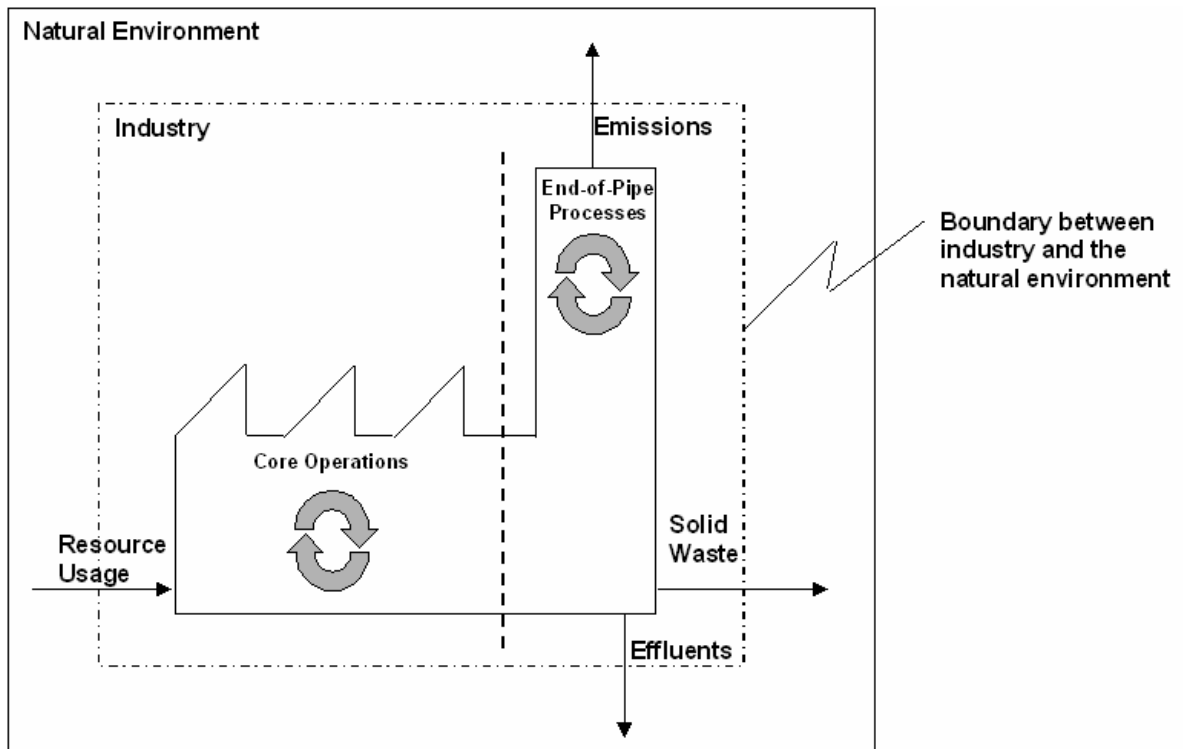 Natural Environment
Industry
Emissions
End-of-Pipe
Processes
Boundary between
industry and the
natural environment
Core Operations
Resource
Usage
Solid
Waste
Effluents